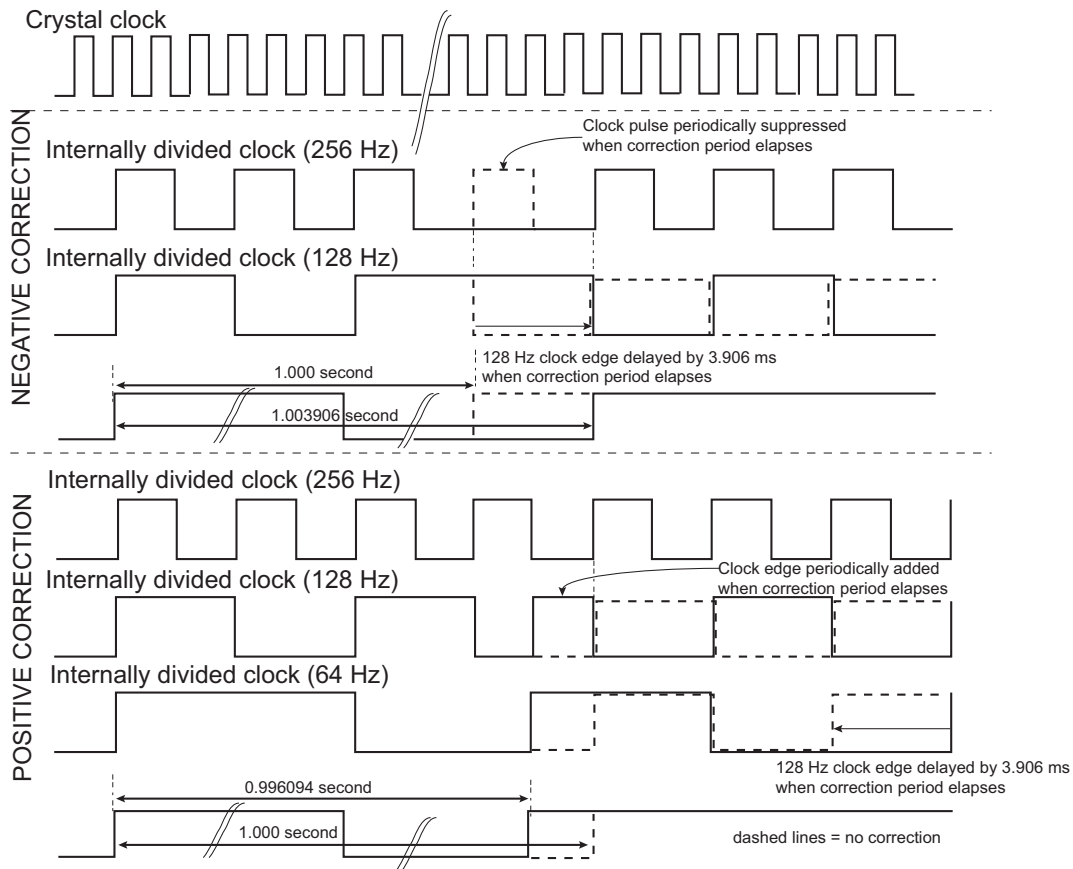 Crystal clock
NEGATIVE CORRECTION
Clock pulse periodically suppressed
when correction period elapses
Internally divided clock (256 Hz)
Internally divided clock (128 Hz)
128 Hz clock edge delayed by 3.906 ms
when correction period elapses
1.000 second
1.003906 second
POSITIVE CORRECTION
Internally divided clock (256 Hz)
Internally divided clock (128 Hz)
Clock edge periodically added
when correction period elapses
Internally divided clock (64 Hz)
128 Hz clock edge delayed by 3.906 ms
when correction period elapses
0.996094 second
1.000 second
dashed lines = no correction